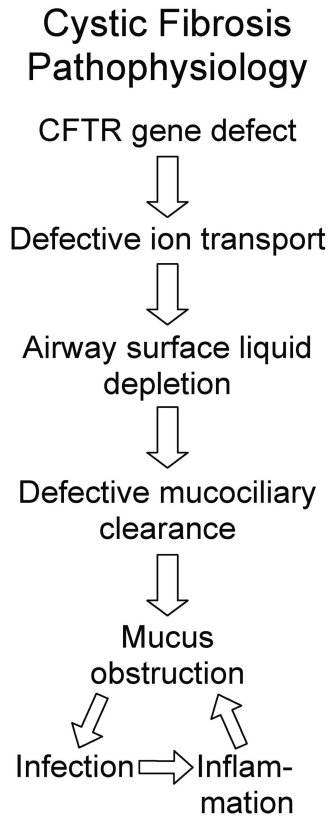 Cystic Fibrosis
Pathophysiology
CFTR gene defect
Defective ion transport
Airway surface liquid
depletion
Defective mucociliary
clearance
Mucus
obstruction
Infection
Inflam-
mation